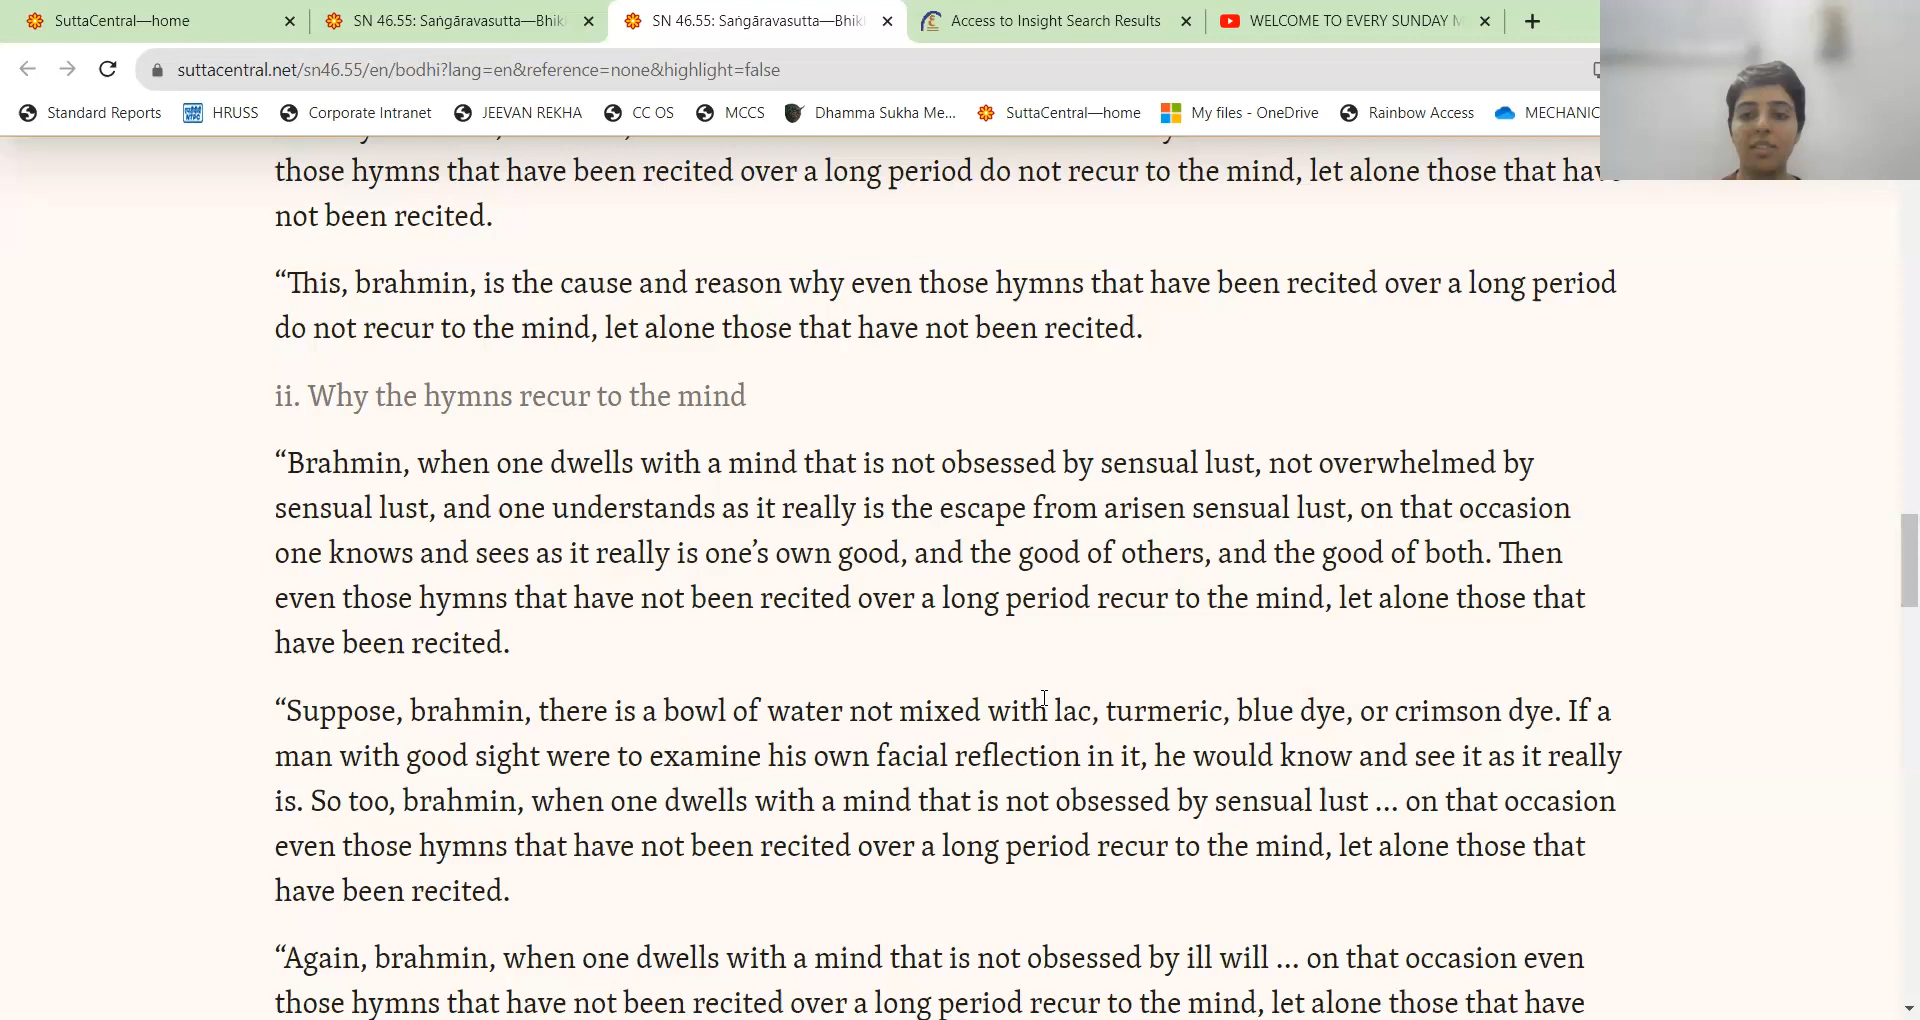 SuttaCentral—home
SN 46.55: Saṅgāravasutta—Bhik
SN 46.55: Saṅgāravasutta—Bhik
Access to Insight Search Results
WELCOME TO EVERY SUNDAY M
suttacentral.net/sn46.55/en/bodhi?lang=en&reference=none&highlight=false
Standard Reports
HRUSS
Corporate Intranet
JEEVAN REKHA
CC OS
MCCS
Dhamma Sukha Me...
SuttaCentral—home
My files - OneDrive
Rainbow Access
MECHANIC
those hymns that have been recited over a long period do not recur to the mind, let alone those that have
not been recited.
“This, brahmin, is the cause and reason why even those hymns that have been recited over a long period
do not recur to the mind, let alone those that have not been recited.
ii. Why the hymns recur to the mind
“Brahmin, when one dwells with a mind that is not obsessed by sensual lust, not overwhelmed by
sensual lust, and one understands as it really is the escape from arisen sensual lust, on that occasion
one knows and sees as it really is one’s own good, and the good of others, and the good of both. Then
even those hymns that have not been recited over a long period recur to the mind, let alone those that
have been recited.
“Suppose, brahmin, there is a bowl of water not mixed with lac, turmeric, blue dye, or crimson dye. If a
man with good sight were to examine his own facial reflection in it, he would know and see it as it really
is. So too, brahmin, when one dwells with a mind that is not obsessed by sensual lust … on that occasion
even those hymns that have not been recited over a long period recur to the mind, let alone those that
have been recited.
“Again, brahmin, when one dwells with a mind that is not obsessed by ill will … on that occasion even
those hymns that have not been recited over a long period recur to the mind, let alone those that have